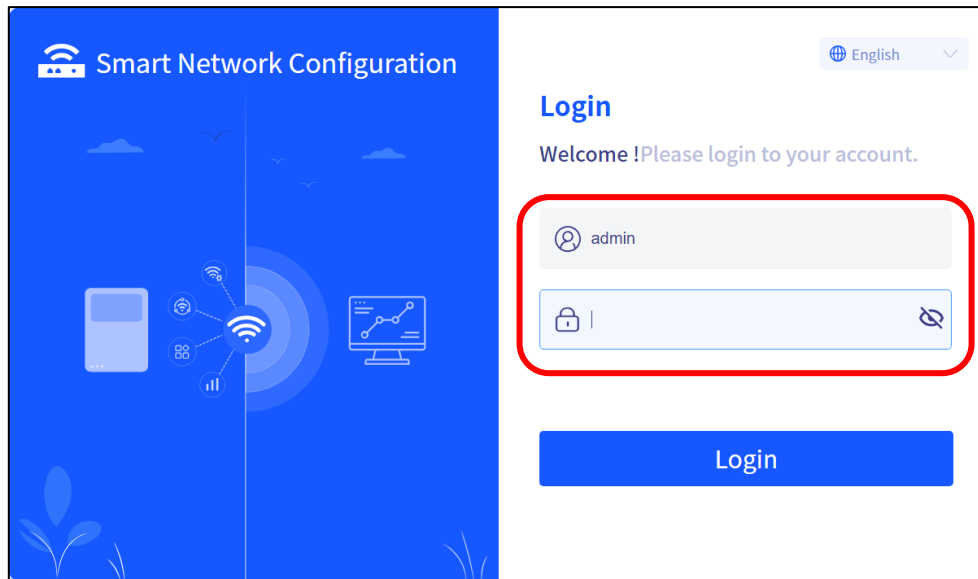 Smart Network Configuration
English
Login
Welcome !Please login to your account.
admin
Login